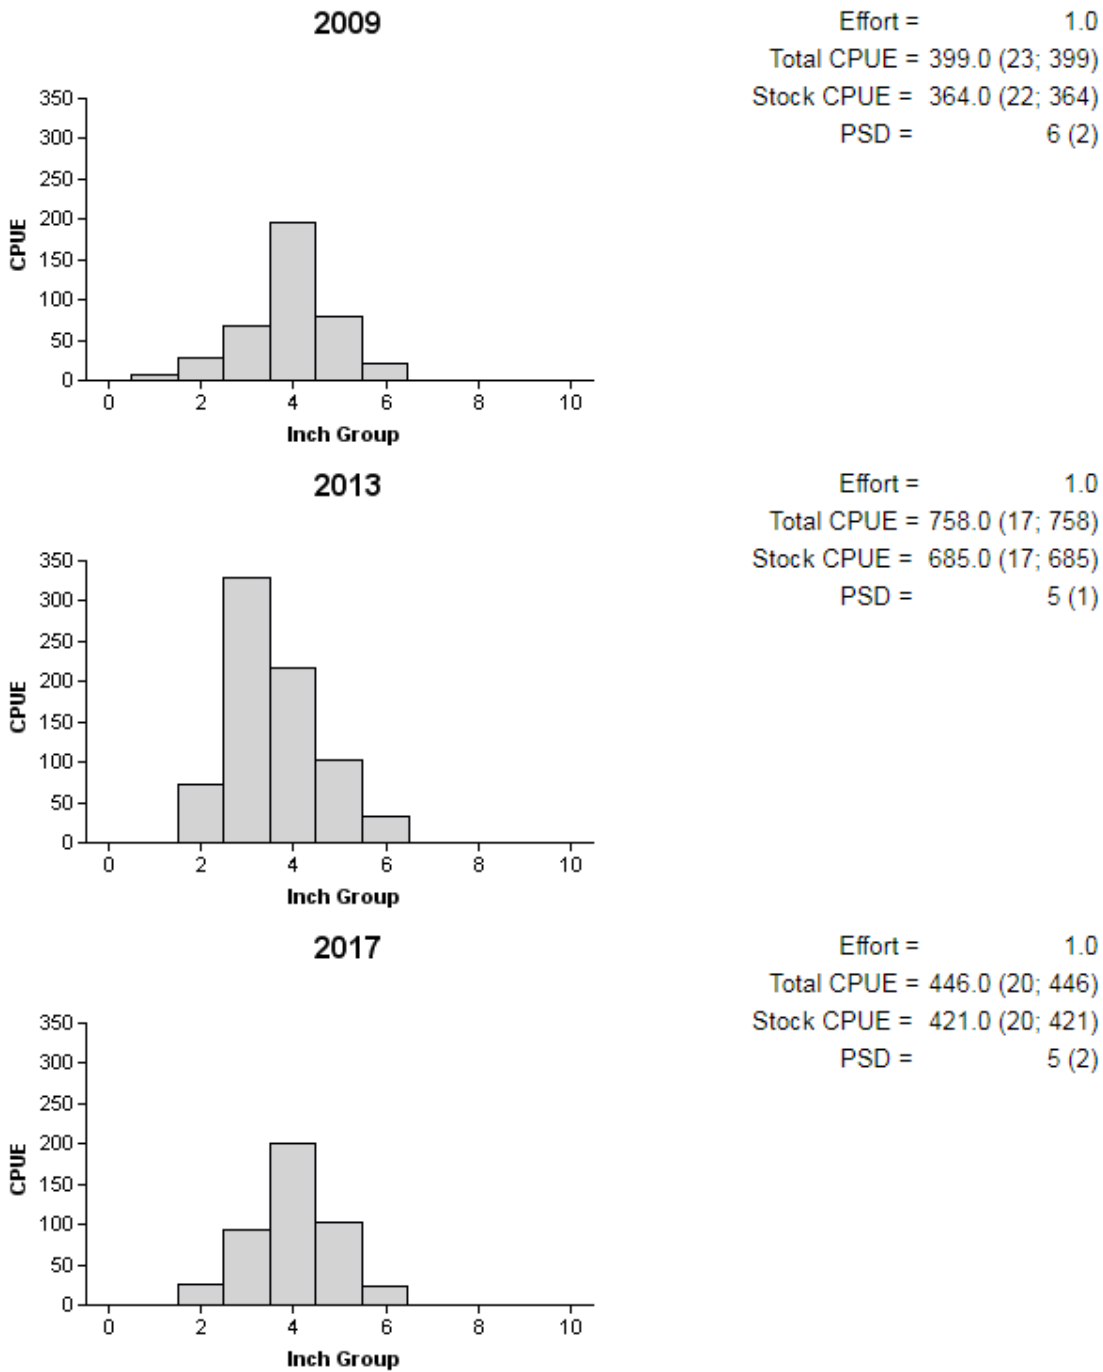 2009
Effort = 1.0
Total CPUE = 399.0 (23; 399)
Stock CPUE = 364.0 (22; 364)
PSD = 6 (2)
350
300
250
200
150
100
50
0
CPUE
0 2 4 6 8 10
Inch Group
2013
Effort = 1.0
Total CPUE = 758.0 (17; 758)
Stock CPUE = 685.0 (17; 685)
PSD = 5 (1)
350
300
250
200
150
100
50
0
CPUE
0 2 4 6 8 10
Inch Group
2017
Effort = 1.0
Total CPUE = 446.0 (20; 446)
Stock CPUE = 421.0 (20; 421)
PSD = 5 (2)
350
300
250
200
150
100
50
0
CPUE
0 2 4 6 8 10
Inch Group